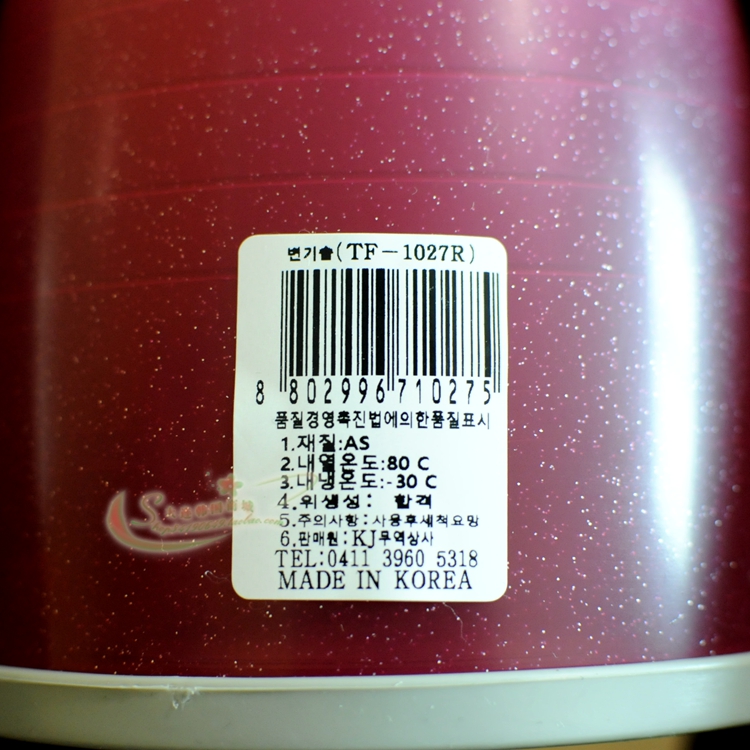 변기솔(TF-1027R)
8 802996 710275
품질경영촉진법에의한품질표시
1.재질:AS
2.내열온도:80 C
3.내냉온도:-30 C
4.위생성: 합격
5.주의사항:사용후세척요망
6.판매원:KJ무역상사
TEL:0411 3960 5318
MADE IN KOREA